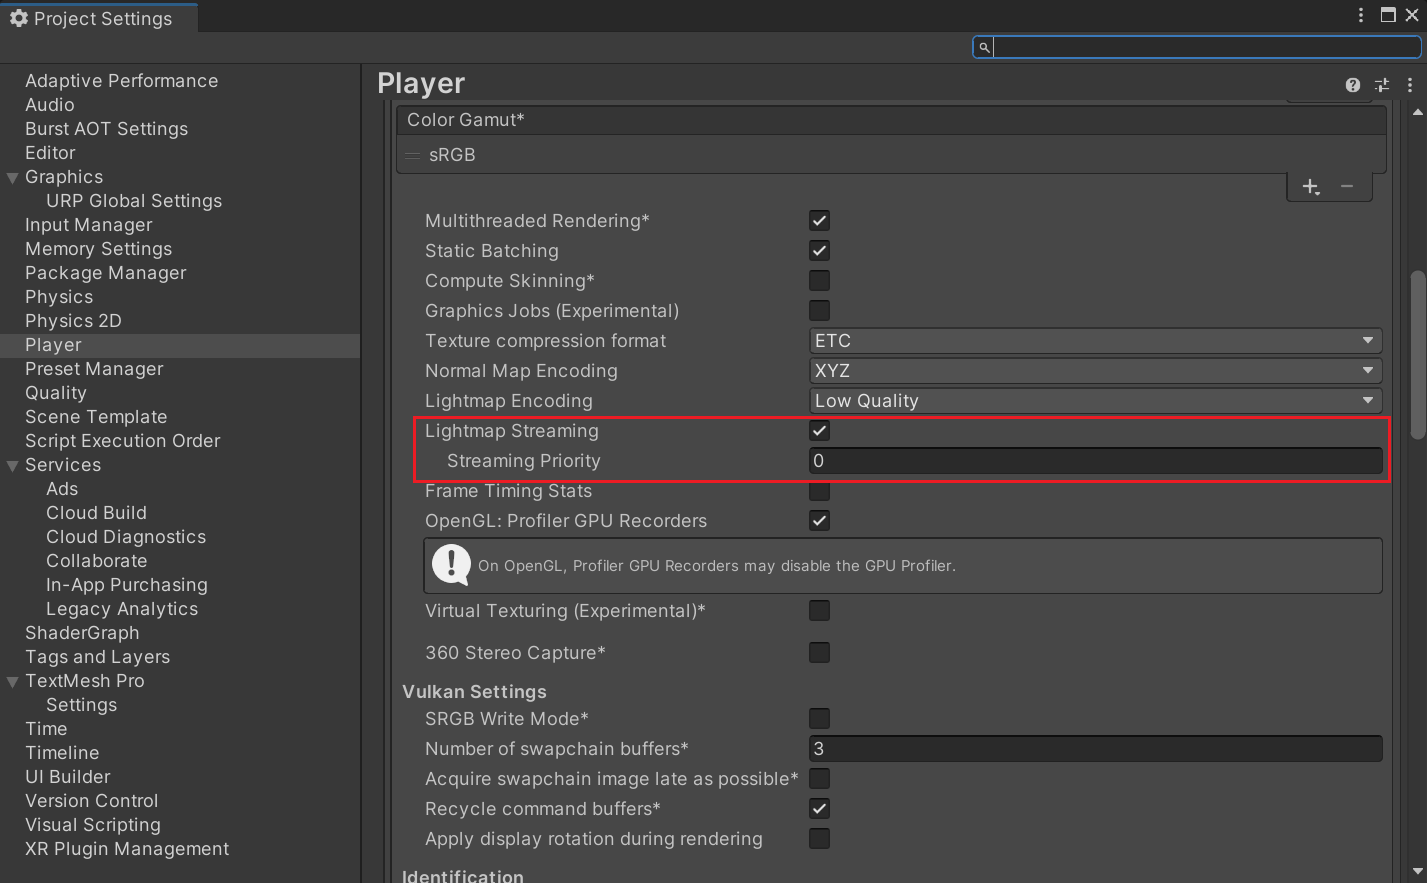 Project Settings
Adaptive Performance
Audio
Burst AOT Settings
Editor
Graphics
URP Global Settings
Input Manager
Memory Settings
Package Manager
Physics
Physics 2D
Player
Preset Manager
Quality
Scene Template
Script Execution Order
Services
Ads
Cloud Build
Cloud Diagnostics
Collaborate
In-App Purchasing
Legacy Analytics
ShaderGraph
Tags and Layers
TextMesh Pro
Settings
Time
Timeline
UI Builder
Version Control
Visual Scripting
XR Plugin Management
Player
Color Gamut*
sRGB
Multithreaded Rendering*
Static Batching
Compute Skinning*
Graphics Jobs (Experimental)
Texture compression format ETC
Normal Map Encoding XYZ
Lightmap Encoding Low Quality
Lightmap Streaming
Streaming Priority 0
Frame Timing Stats
OpenGL: Profiler GPU Recorders
On OpenGL, Profiler GPU Recorders may disable the GPU Profiler.
Virtual Texturing (Experimental)*
360 Stereo Capture*
Vulkan Settings
SRGB Write Mode*
Number of swapchain buffers* 3
Acquire swapchain image late as possible*
Recycle command buffers*
Apply display rotation during rendering
Identification